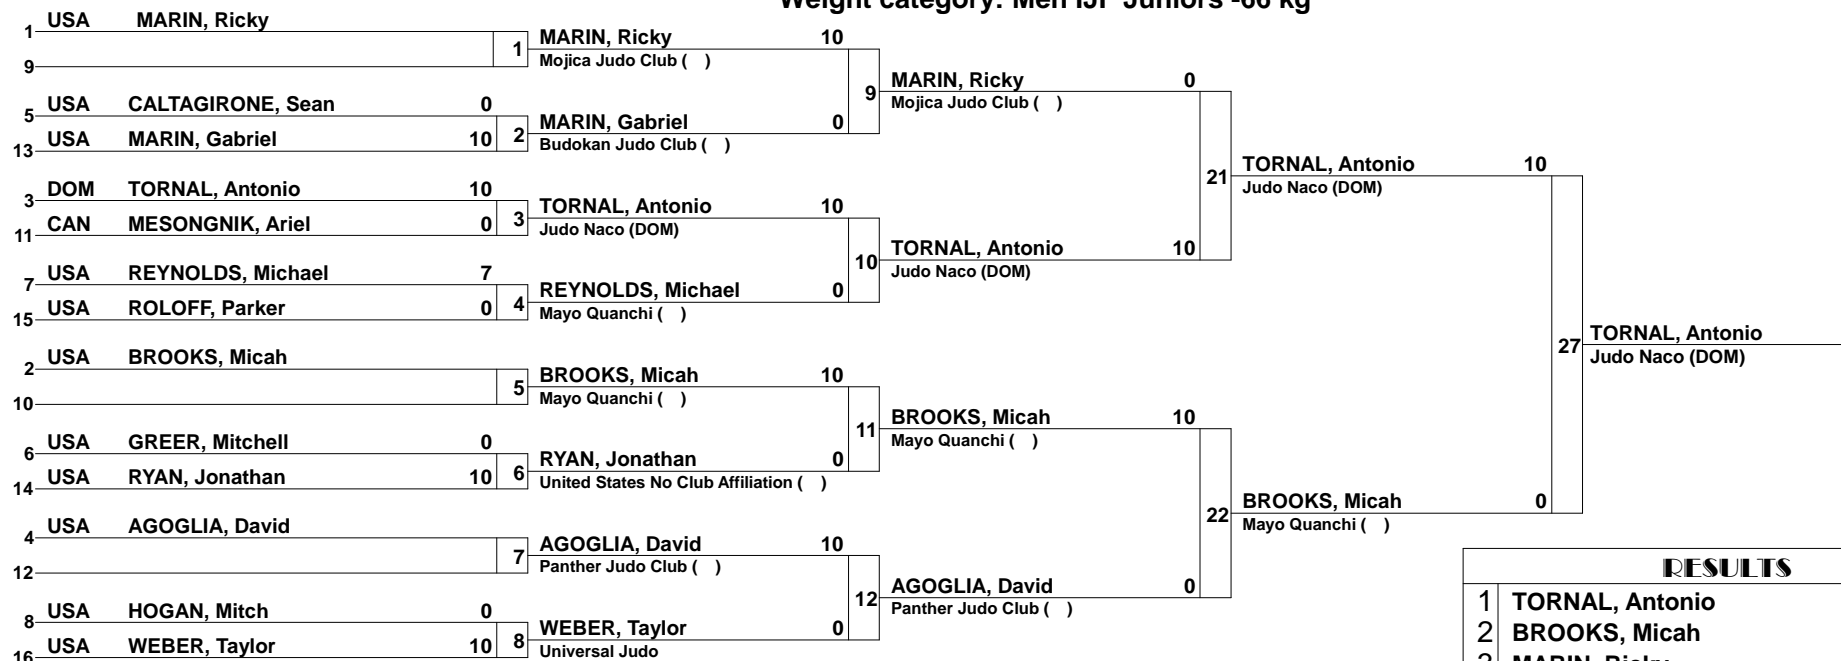 Weight category: Men IJF Juniors -66 kg
1 USA MARIN, Ricky
9
1
5 USA CALTAGIRONE, Sean 0
13 USA MARIN, Gabriel 10
2
3 DOM TORNAL, Antonio 10
11 CAN MESONGNIK, Ariel 0
3
7 USA REYNOLDS, Michael 7
15 USA ROLOFF, Parker 0
4
2 USA BROOKS, Micah
10
5
6 USA GREER, Mitchell 0
14 USA RYAN, Jonathan 10
6
4 USA AGOGLIA, David
12
7
8 USA HOGAN, Mitch 0
16 USA WEBER, Taylor 10
8
MARIN, Ricky 10
Mojica Judo Club ( )
MARIN, Gabriel 0
Budokan Judo Club ( )
9
TORNAL, Antonio 10
Judo Naco (DOM)
REYNOLDS, Michael 0
Mayo Quanchi ( )
10
BROOKS, Micah 10
Mayo Quanchi ( )
RYAN, Jonathan 0
United States No Club Affiliation ( )
11
AGOGLIA, David 10
Panther Judo Club ( )
WEBER, Taylor 0
Universal Judo
12
MARIN, Ricky 0
Mojica Judo Club ( )
TORNAL, Antonio 10
Judo Naco (DOM)
21
BROOKS, Micah 10
Mayo Quanchi ( )
AGOGLIA, David 0
Panther Judo Club ( )
22
TORNAL, Antonio 10
Judo Naco (DOM)
BROOKS, Micah 0
Mayo Quanchi ( )
27
TORNAL, Antonio
Judo Naco (DOM)
RESULTS
1 TORNAL, Antonio
2 BROOKS, Micah
3 MARIN, Ricky